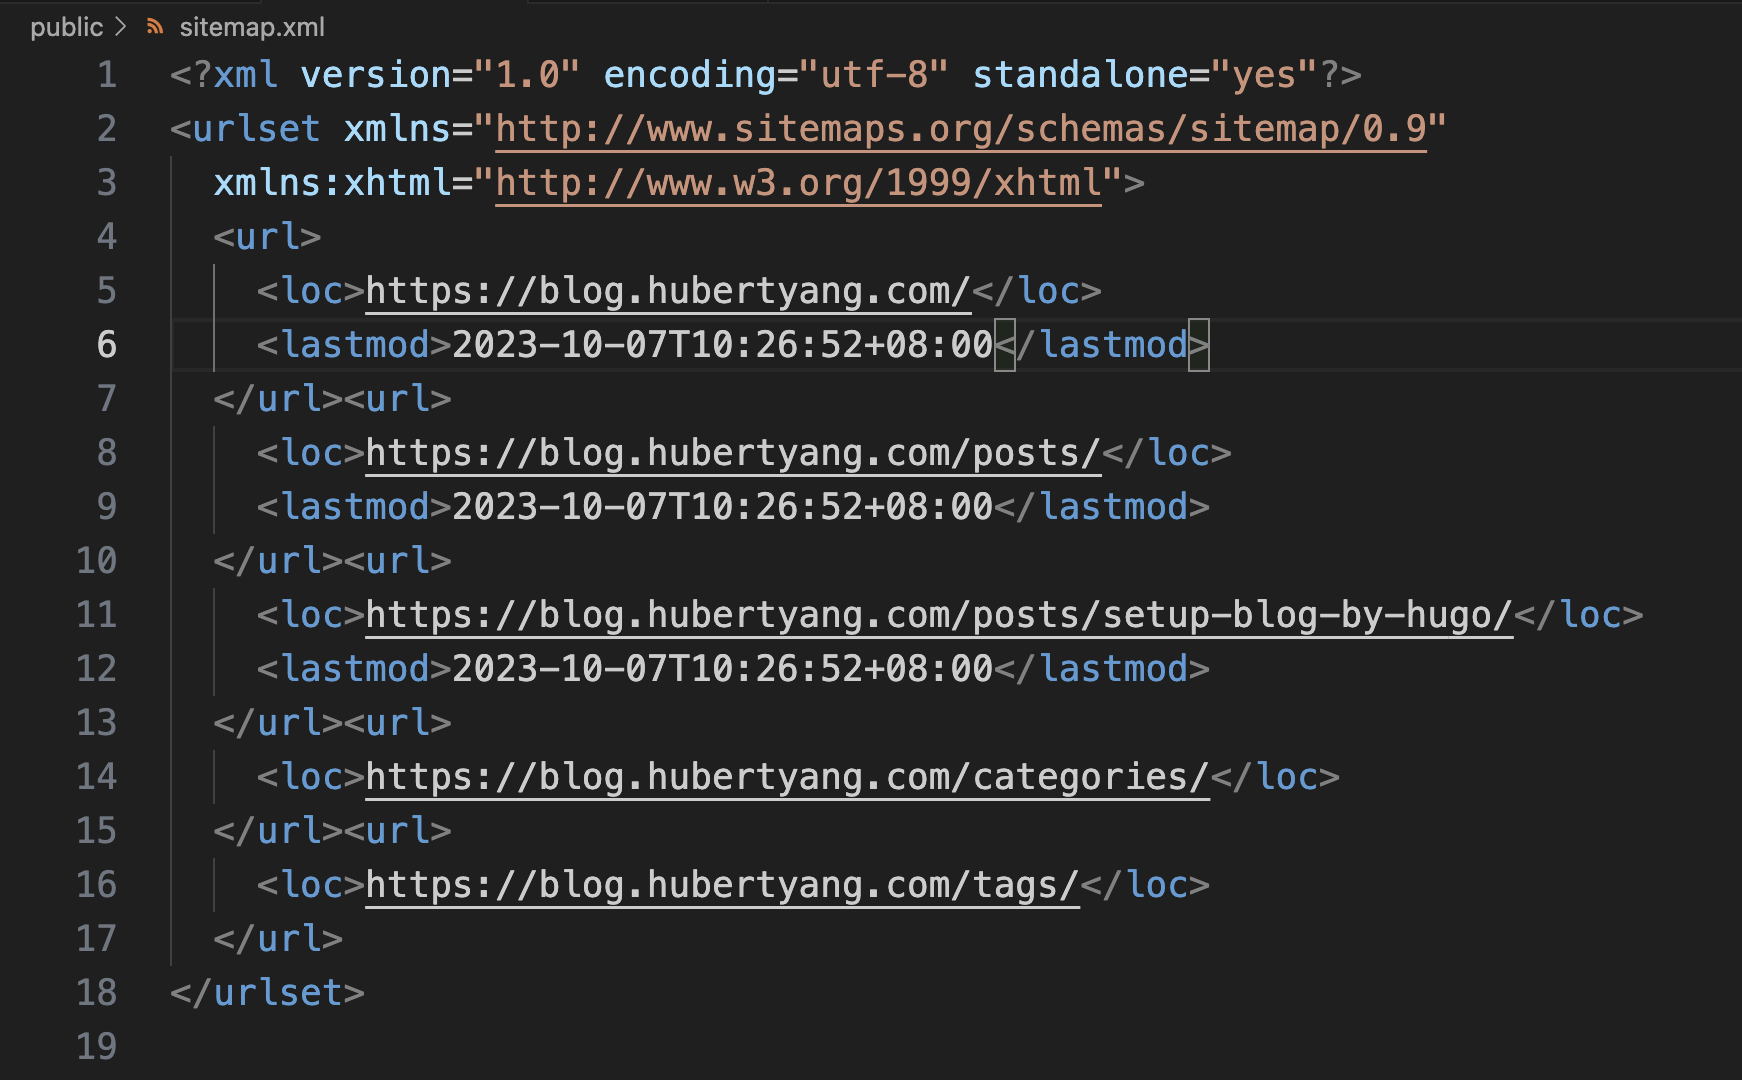 public > sitemap.xml
1 <?xml version="1.0" encoding="utf-8" standalone="yes"?>
2 <urlset xmlns="http://www.sitemaps.org/schemas/sitemap/0.9"
3 xmlns:xhtml="http://www.w3.org/1999/xhtml">
4 <url>
5 <loc>https://blog.hubertyang.com/</loc>
6 <lastmod>2023-10-07T10:26:52+08:00</lastmod>
7 </url><url>
8 <loc>https://blog.hubertyang.com/posts/</loc>
9 <lastmod>2023-10-07T10:26:52+08:00</lastmod>
10 </url><url>
11 <loc>https://blog.hubertyang.com/posts/setup-blog-by-hugo/</loc>
12 <lastmod>2023-10-07T10:26:52+08:00</lastmod>
13 </url><url>
14 <loc>https://blog.hubertyang.com/categories/</loc>
15 </url><url>
16 <loc>https://blog.hubertyang.com/tags/</loc>
17 </url>
18 </urlset>
19